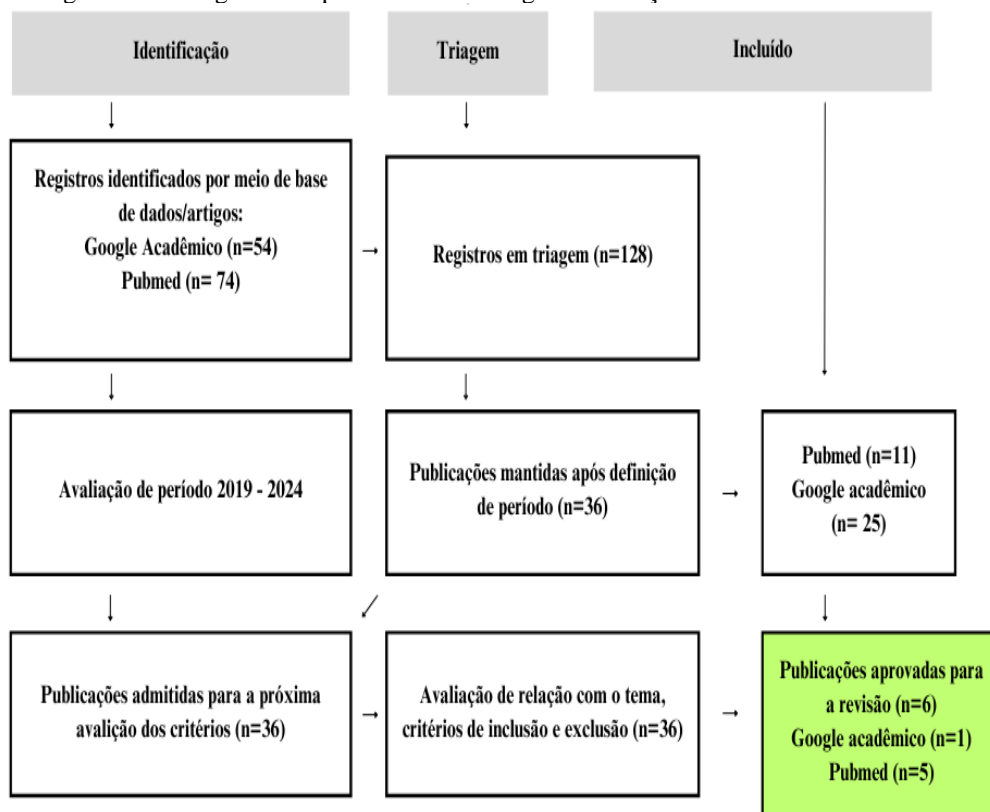 Identificação
Triagem
Incluído
Registros identificados por meio de base
de dados/artigos:
Google Acadêmico (n=54)
Pubmed (n= 74)
Registros em triagem (n=128)
Avaliação de período 2019 - 2024
Publicações mantidas após definição
de período (n=36)
Pubmed (n=11)
Google acadêmico
(n= 25)
Publicações admitidas para a próxima
avalição dos critérios (n=36)
Avaliação de relação com o tema,
critérios de inclusão e exclusão (n=36)
Publicações aprovadas para
a revisão (n=6)
Google acadêmico (n=1)
Pubmed (n=5)